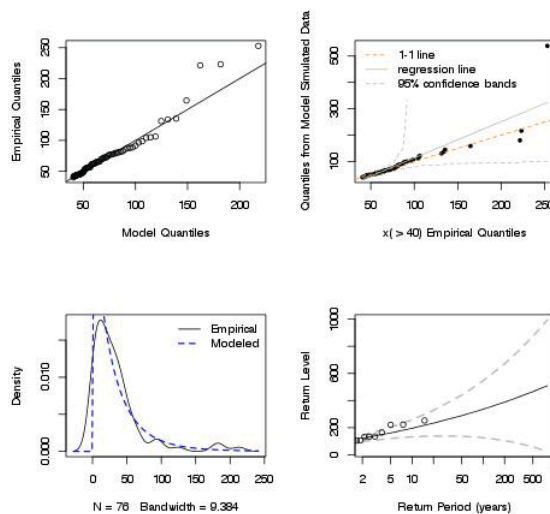 250
200
150
100
50
Empirical Quantiles
50
100
150
200
Model Quantiles
500
300
100
Quantiles from Model Simulated Data
1-1 line
regression line
95% confidence bands
50
100
150
200
250
x( > 40) Empirical Quantiles
0.010
0.000
Density
Empirical
Modeled
0
50
100
150
200
250
N = 76 Bandwidth = 9.384
1000
800
600
400
200
0
Return Level
2
5
10
50
200
500
Return Period (years)